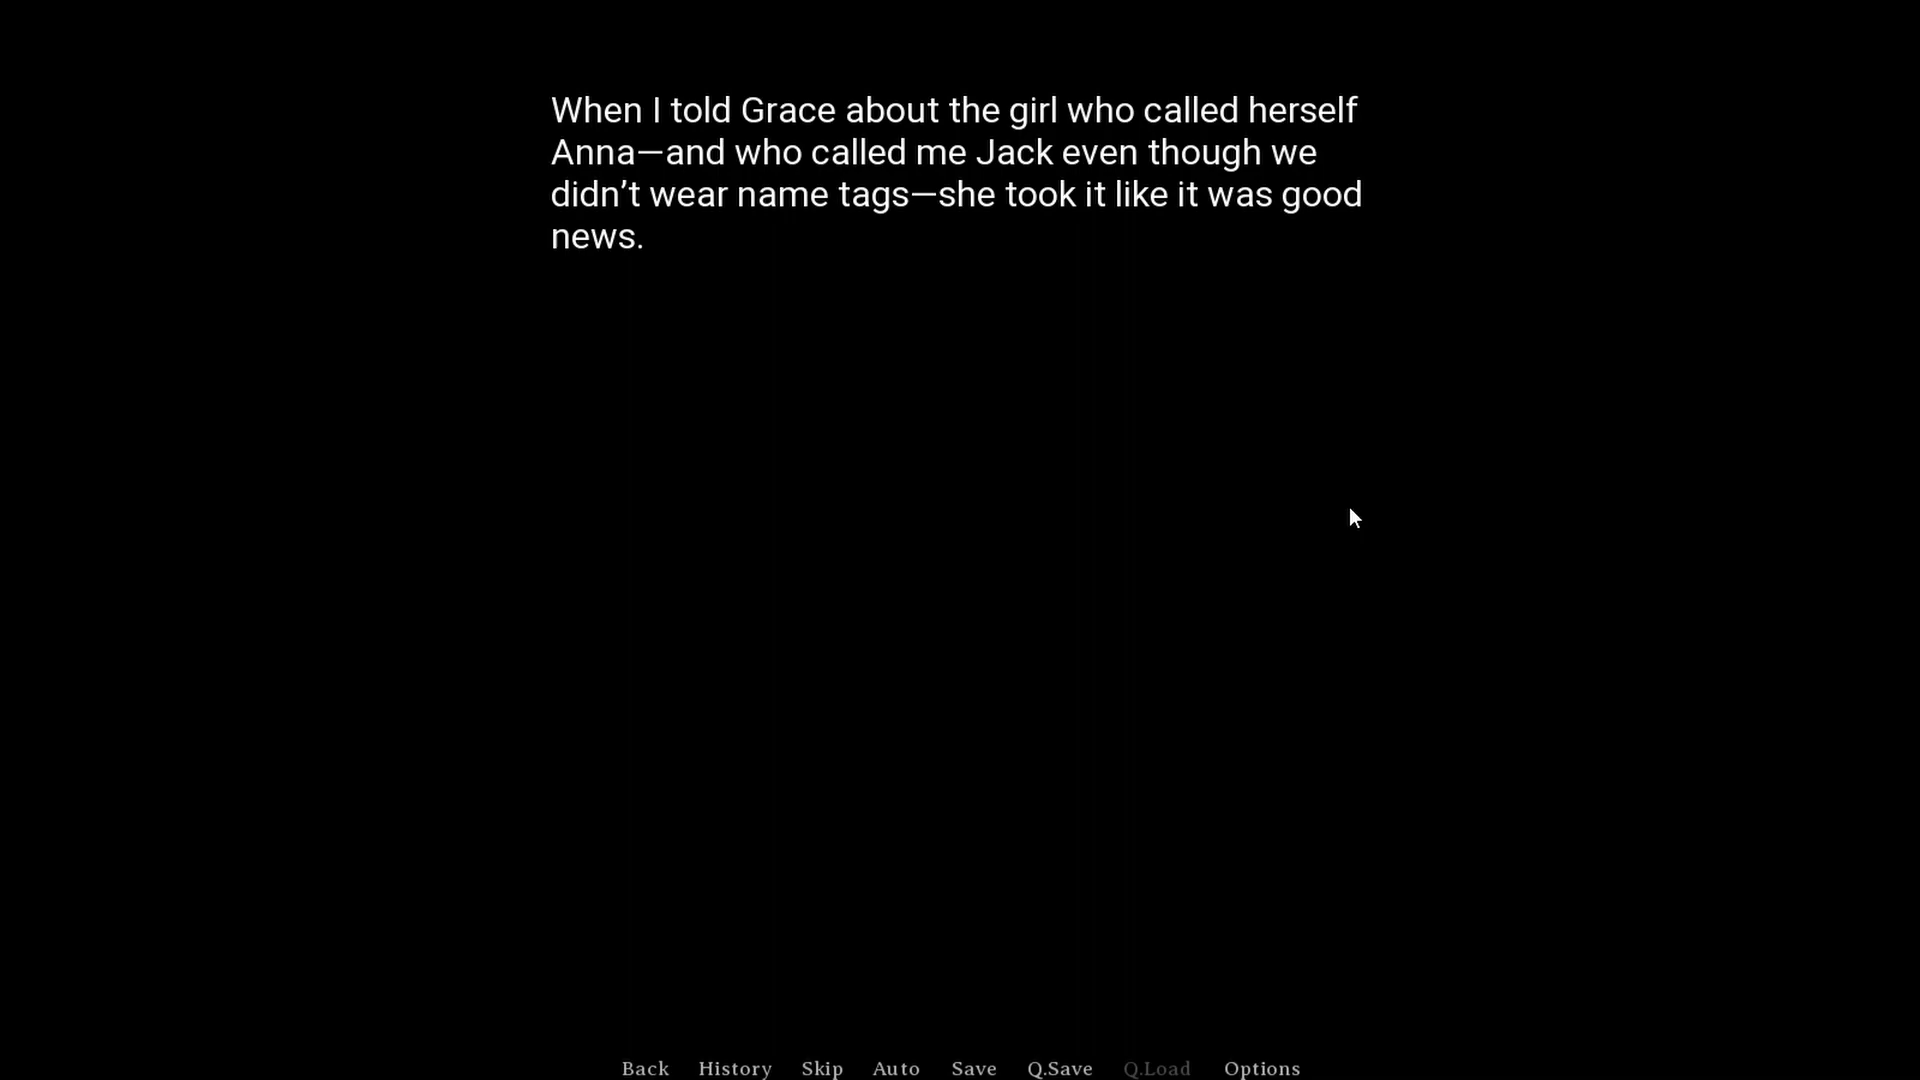 When I told Grace about the girl who called herself
Anna—and who called me Jack even though we
didn’t wear name tags—she took it like it was good
news.
Back History Skip Auto Save Q.Save Q.Load Options